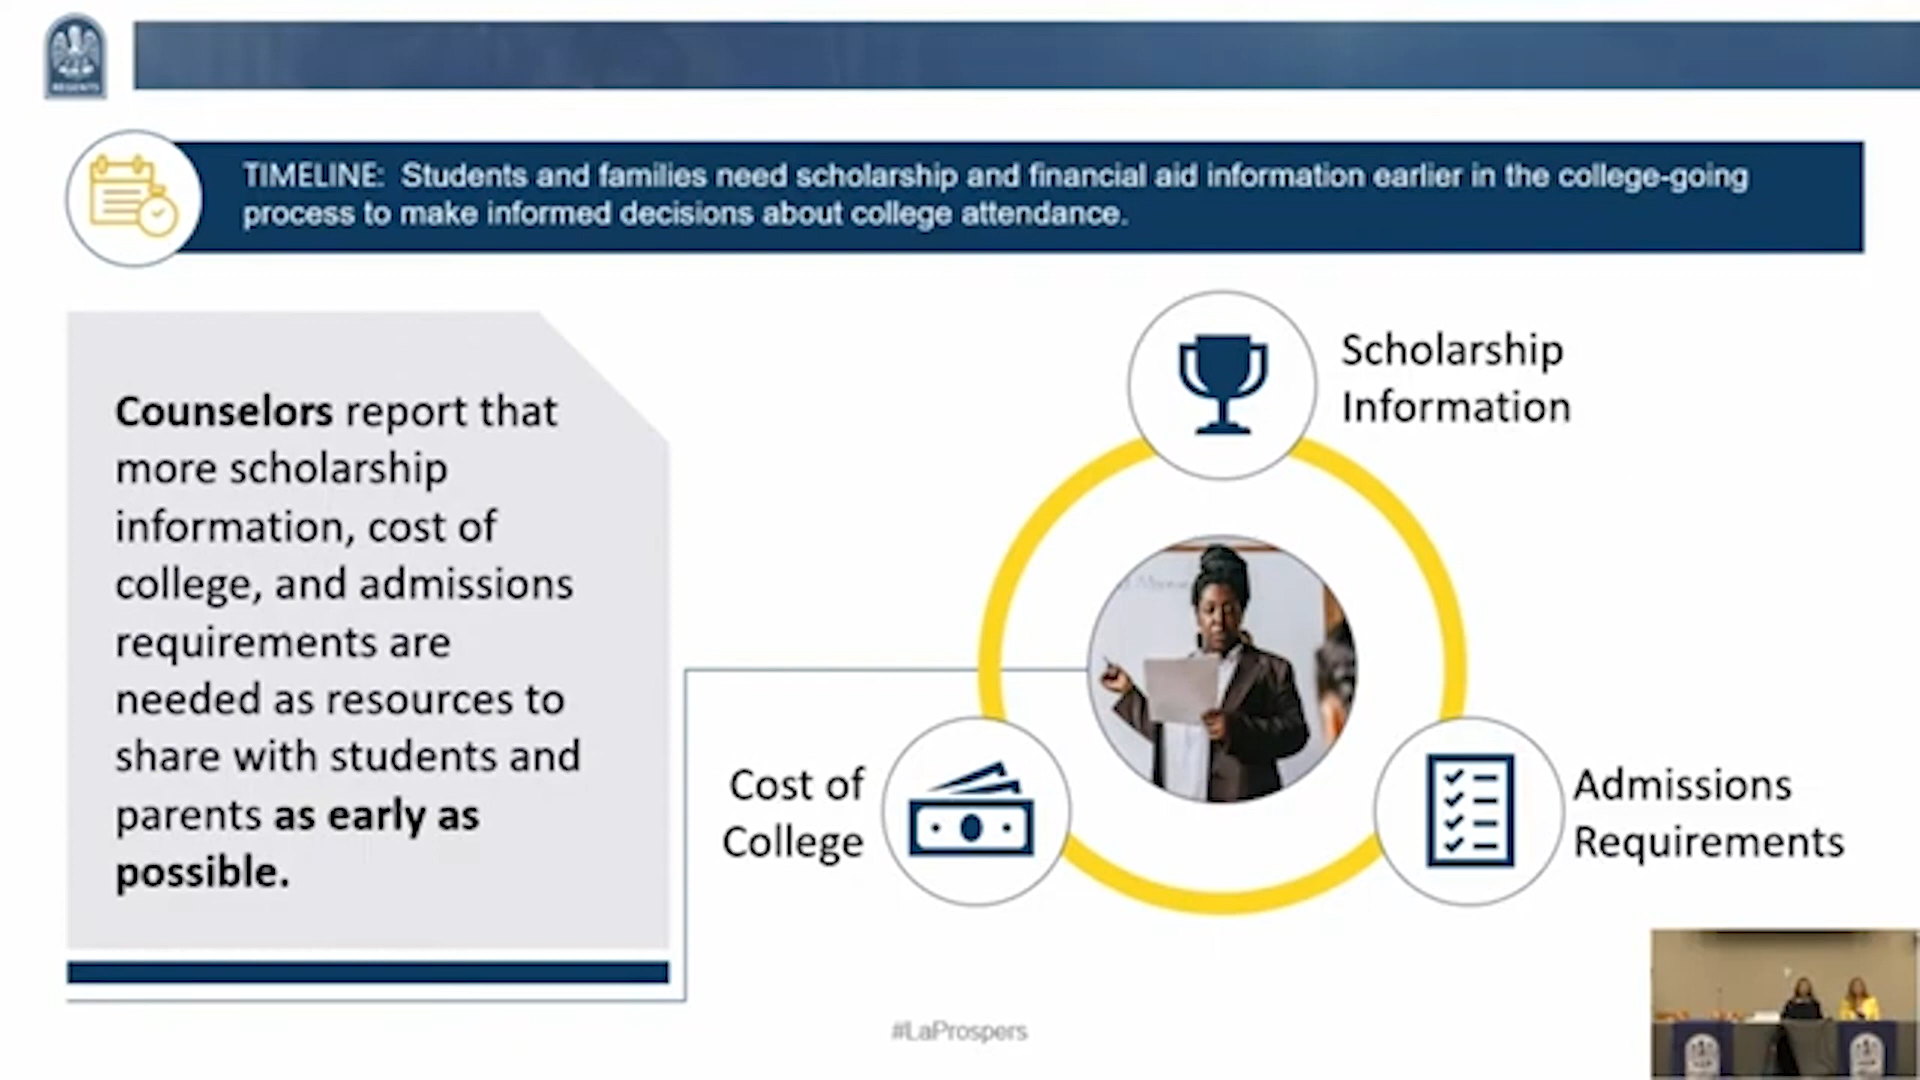 REGENTS
TIMELINE: Students and families need scholarship and financial aid information earlier in the college-going
process to make informed decisions about college attendance.
Counselors report that
more scholarship
information, cost of
college, and admissions
requirements are
needed as resources to
share with students and
parents as early as
possible.
Scholarship
Information
Cost of
College
Admissions
Requirements
#LaProspers